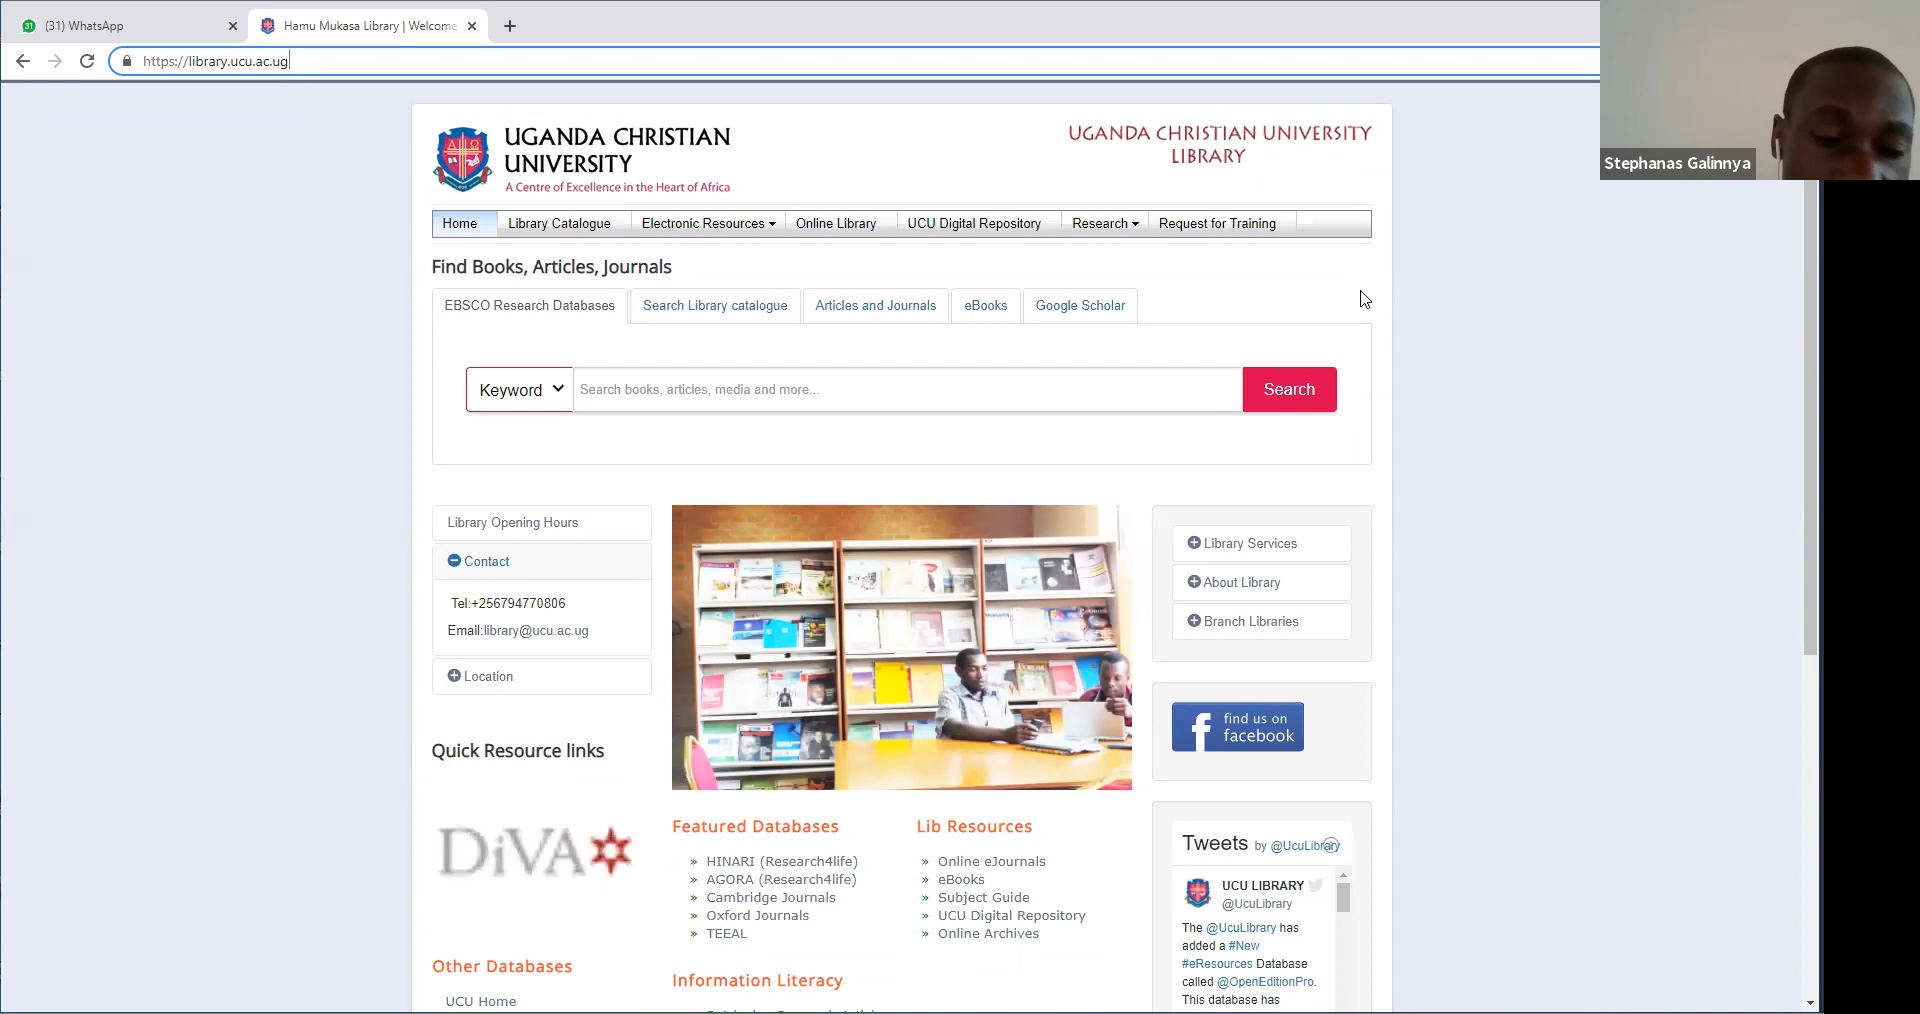 (31) WhatsApp
Hamu Mukasa Library | Welcome
https://library.ucu.ac.ug
Stephanas Galinnya
UGANDA CHRISTIAN
UNIVERSITY
A Centre of Excellence in the Heart of Africa
UGANDA CHRISTIAN UNIVERSITY
LIBRARY
Home
Library Catalogue
Electronic Resources
Online Library
UCU Digital Repository
Research
Request for Training
Find Books, Articles, Journals
EBSCO Research Databases
Search Library catalogue
Articles and Journals
eBooks
Google Scholar
Keyword
Search books, articles, media and more...
Search
Library Opening Hours
Contact
Tel:+256794770806
Email:library@ucu.ac.ug
Location
Quick Resource links
DiVA
Other Databases
UCU Home
Featured Databases
» HINARI (Research4life)
» AGORA (Research4life)
» Cambridge Journals
» Oxford Journals
» TEEAL
Information Literacy
Lib Resources
» Online eJournals
» eBooks
» Subject Guide
» UCU Digital Repository
» Online Archives
Library Services
About Library
Branch Libraries
find us on
facebook
Tweets by @UcuLibrary
UCU LIBRARY
@UcuLibrary
The @UcuLibrary has
added a #New
#eResources Database
called @OpenEditionPro.
This database has